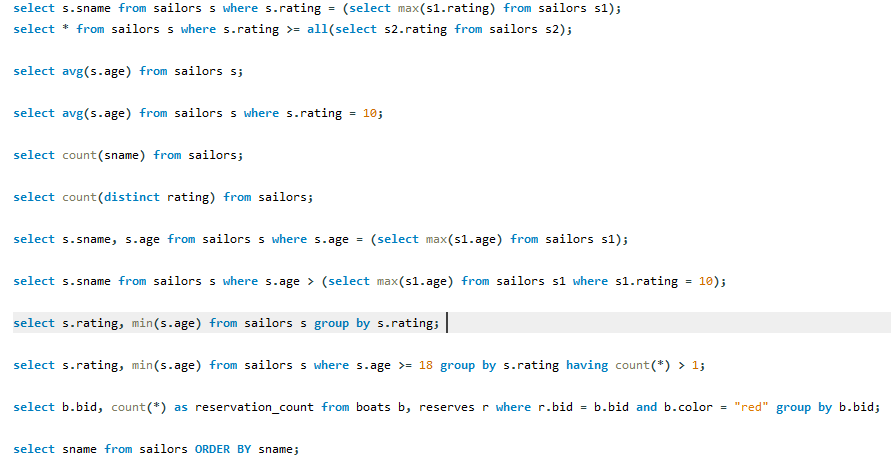 select s.sname from sailors s where s.rating = (select max(s1.rating) from sailors s1);
select * from sailors s where s.rating >= all(select s2.rating from sailors s2);
select avg(s.age) from sailors s;
select avg(s.age) from sailors s where s.rating = 10;
select count(sname) from sailors;
select count(distinct rating) from sailors;
select s.sname, s.age from sailors s where s.age = (select max(s1.age) from sailors s1);
select s.sname from sailors s where s.age > (select max(s1.age) from sailors s1 where s1.rating = 10);
select s.rating, min(s.age) from sailors s group by s.rating;
select s.rating, min(s.age) from sailors s where s.age >= 18 group by s.rating having count(*) > 1;
select b.bid, count(*) as reservation_count from boats b, reserves r where r.bid = b.bid and b.color = "red" group by b.bid;
select sname from sailors ORDER BY sname;